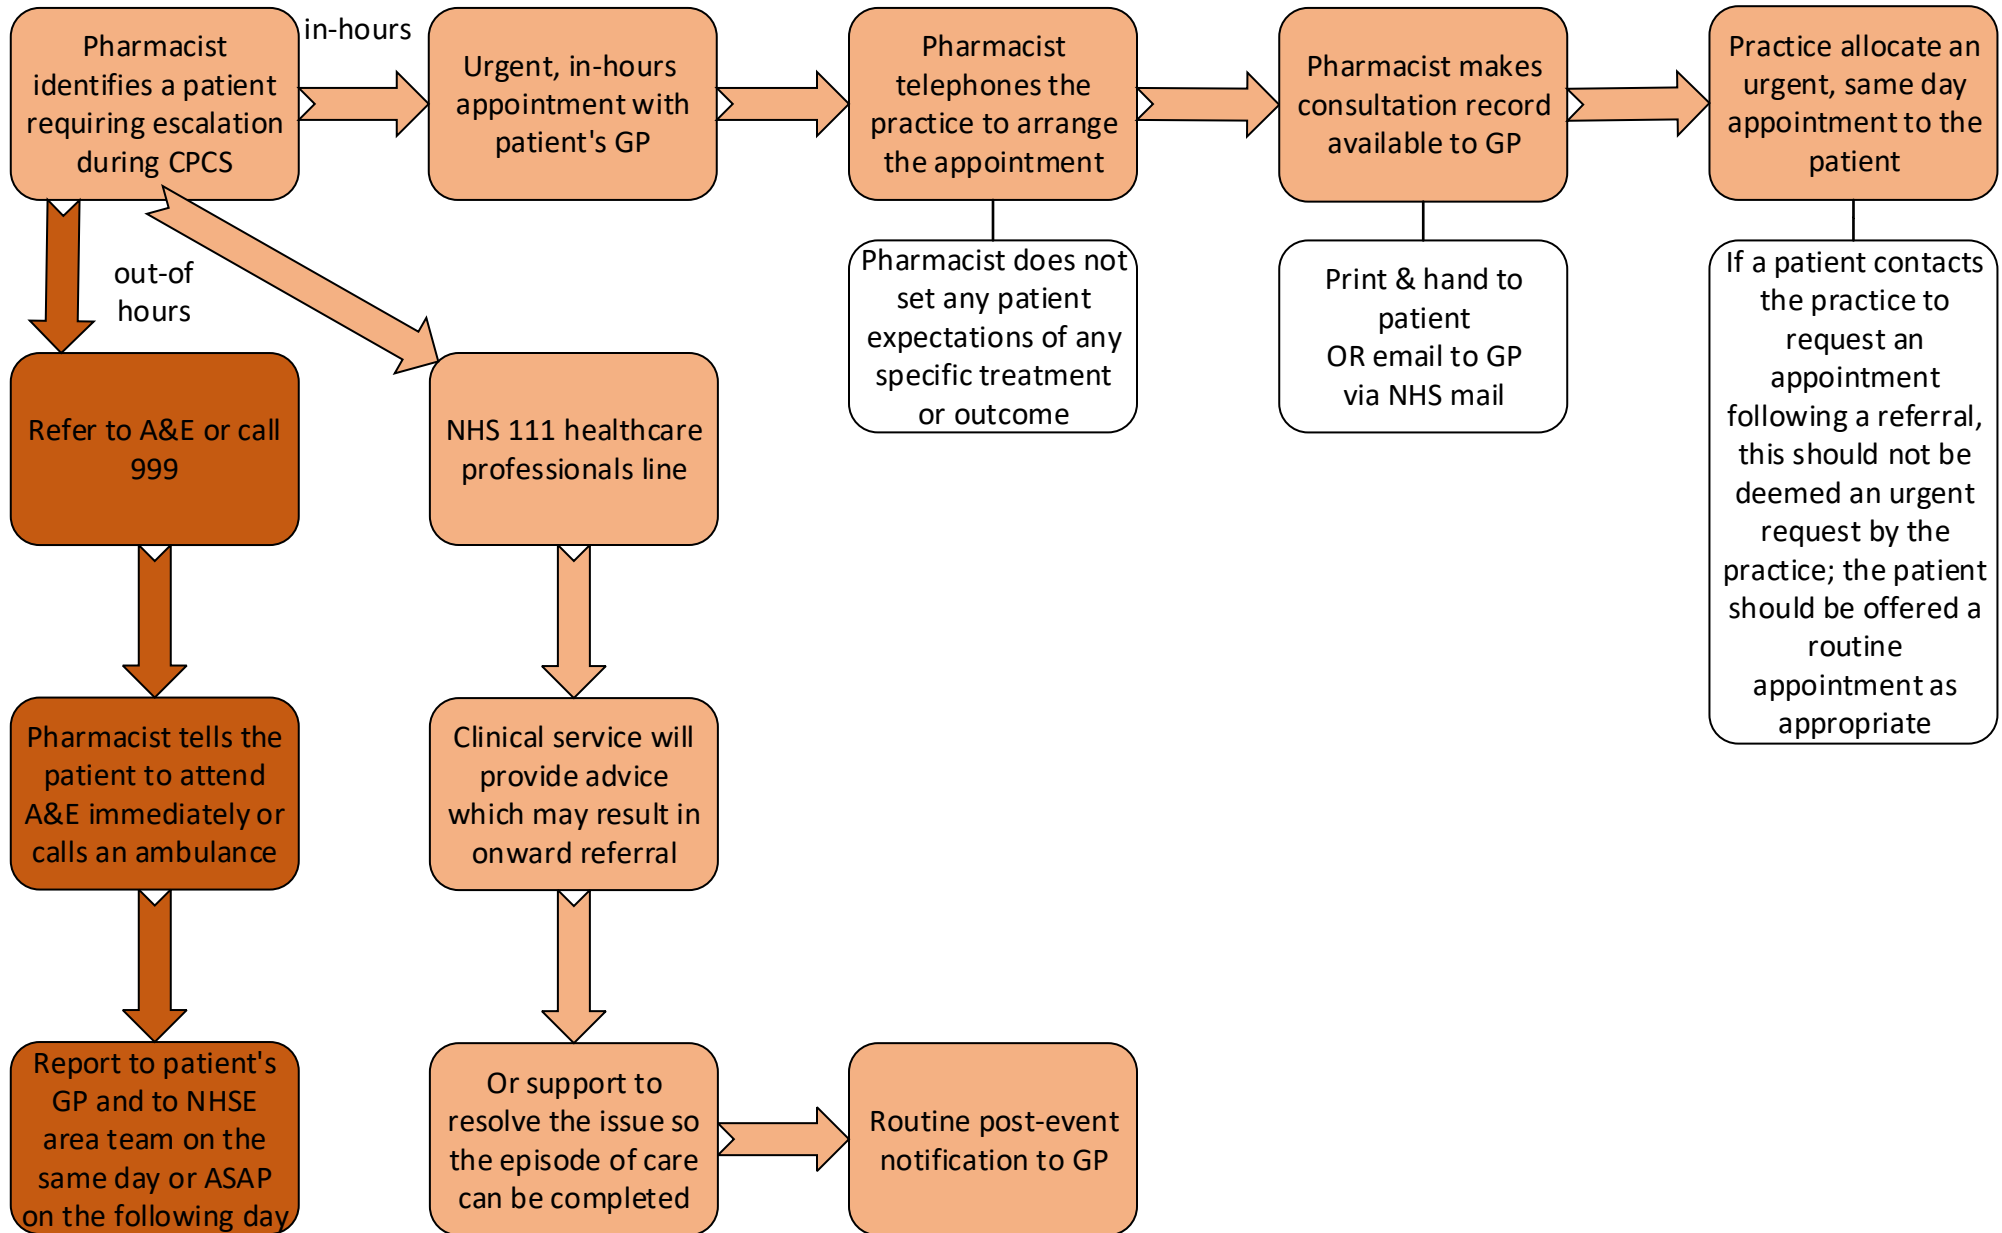 Pharmacist
identifies a patient
requiring escalation
during CPCS
in-hours
Urgent, in-hours
appointment with
patient's GP
Pharmacist
telephones the
practice to arrange
the appointment
Pharmacist makes
consultation record
available to GP
Practice allocate an
urgent, same day
appointment to the
patient
Pharmacist does not
set any patient
expectations of any
specific treatment
or outcome
Print & hand to
patient
OR email to GP
via NHS mail
If a patient contacts
the practice to
request an
appointment
following a referral,
this should not be
deemed an urgent
request by the
practice; the patient
should be offered a
routine
appointment as
appropriate
out-of
hours
Refer to A&E or call
999
NHS 111 healthcare
professionals line
Pharmacist tells the
patient to attend
A&E immediately or
calls an ambulance
Clinical service will
provide advice
which may result in
onward referral
Report to patient's
GP and to NHSE
area team on the
same day or ASAP
on the following day
Or support to
resolve the issue so
the episode of care
can be completed
Routine post-event
notification to GP